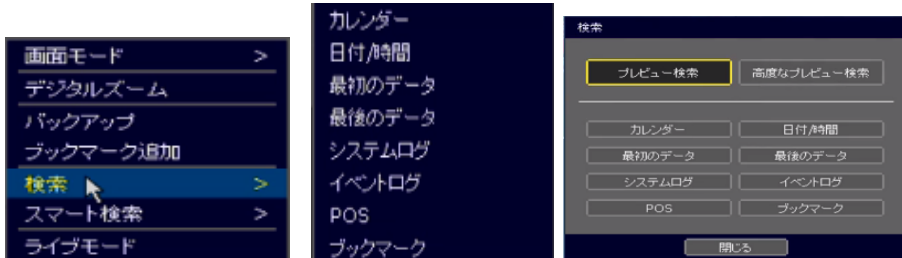 画面モード >
デジタルズーム
バックアップ
ブックマーク追加
検索 >
スマート検索 >
ライブモード
カレンダー
日付/時間
最初のデータ
最後のデータ
システムログ
イベントログ
POS
ブックマーク
検索
プレビュー検索 高度なプレビュー検索
カレンダー 日付/時間
最初のデータ 最後のデータ
システムログ イベントログ
POS ブックマーク
閉じる